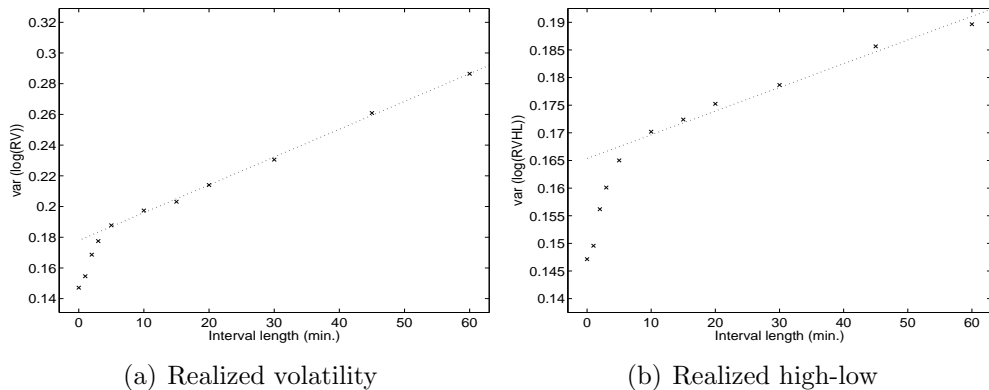 0.32
0.3
0.28
0.26
0.24
0.22
0.2
0.18
0.16
0.14
var (log(RV))
0 10 20 30 40 50 60
Interval length (min.)
(a) Realized volatility
0.19
0.185
0.18
0.175
0.17
0.165
0.16
0.155
0.15
0.145
0.14
var (log(RVHL))
0 10 20 30 40 50 60
Interval length (min.)
(b) Realized high-low